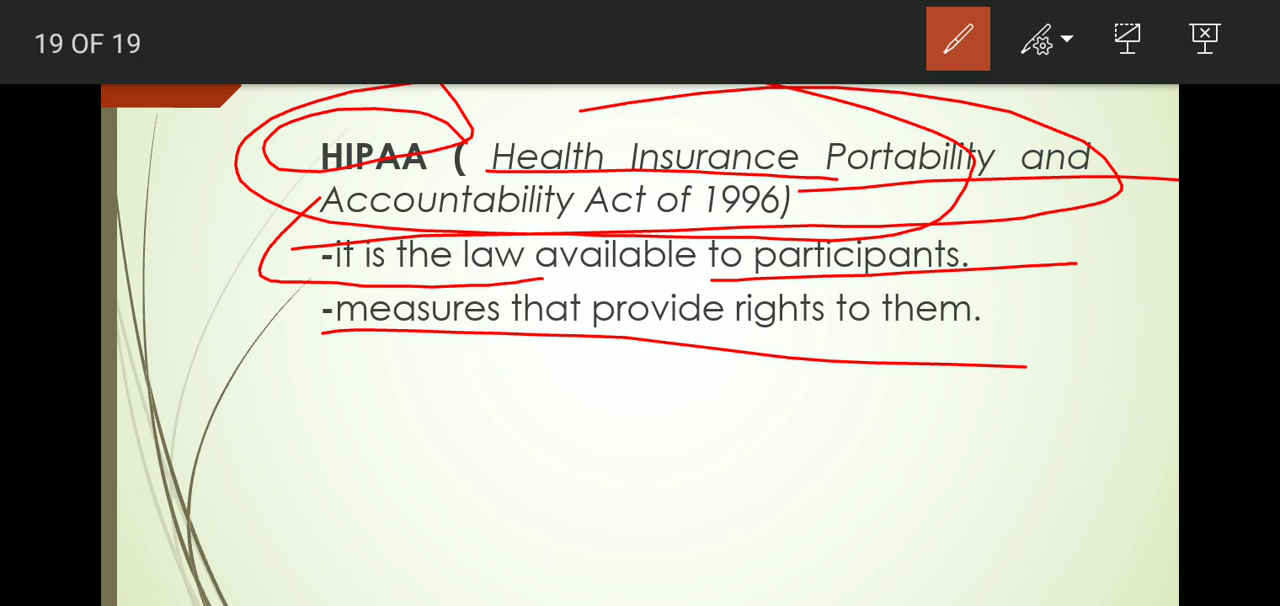 19 OF 19
HIPAA ( Health Insurance Portability and
Accountability Act of 1996)
-it is the law available to participants.
-measures that provide rights to them.